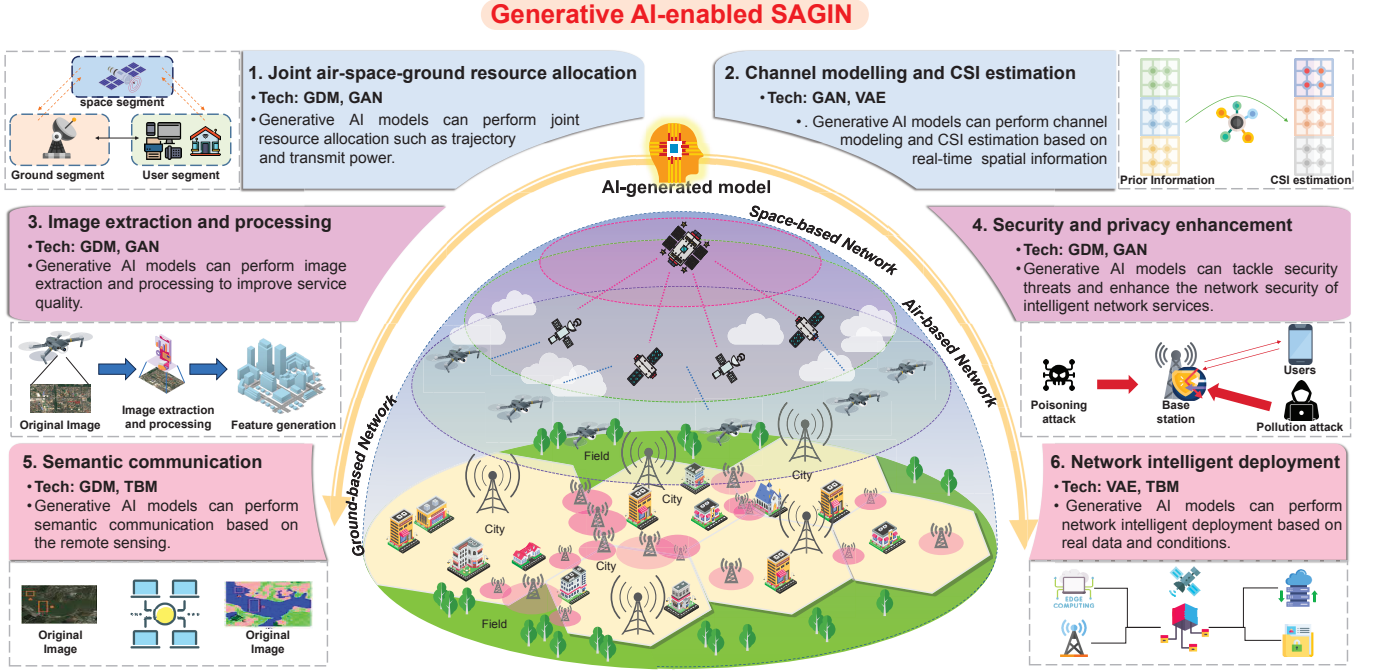 Generative AI-enabled SAGIN
space segment
Ground segment
User segment
1. Joint air-space-ground resource allocation
• Tech: GDM, GAN
• Generative AI models can perform joint
resource allocation such as trajectory
and transmit power.
2. Channel modelling and CSI estimation
• Tech: GAN, VAE
• . Generative AI models can perform channel
modeling and CSI estimation based on
real-time spatial information
Prior Information
CSI estimation
AI-generated model
3. Image extraction and processing
• Tech: GDM, GAN
• Generative AI models can perform image
extraction and processing to improve service
quality.
Original Image
Image extraction
and processing
Feature generation
4. Security and privacy enhancement
• Tech: GDM, GAN
• Generative AI models can tackle security
threats and enhance the network security of
intelligent network services.
Poisoning
attack
Base
station
Users
Pollution attack
Space-based Network
Air-based Network
Ground-based Network
Field
City
City
City
City
Field
5. Semantic communication
• Tech: GDM, TBM
• Generative AI models can perform
semantic communication based on
the remote sensing.
Original
Image
Original
Image
6. Network intelligent deployment
• Tech: VAE, TBM
• Generative AI models can perform
network intelligent deployment based on
real data and conditions.
EDGE
COMPUTING